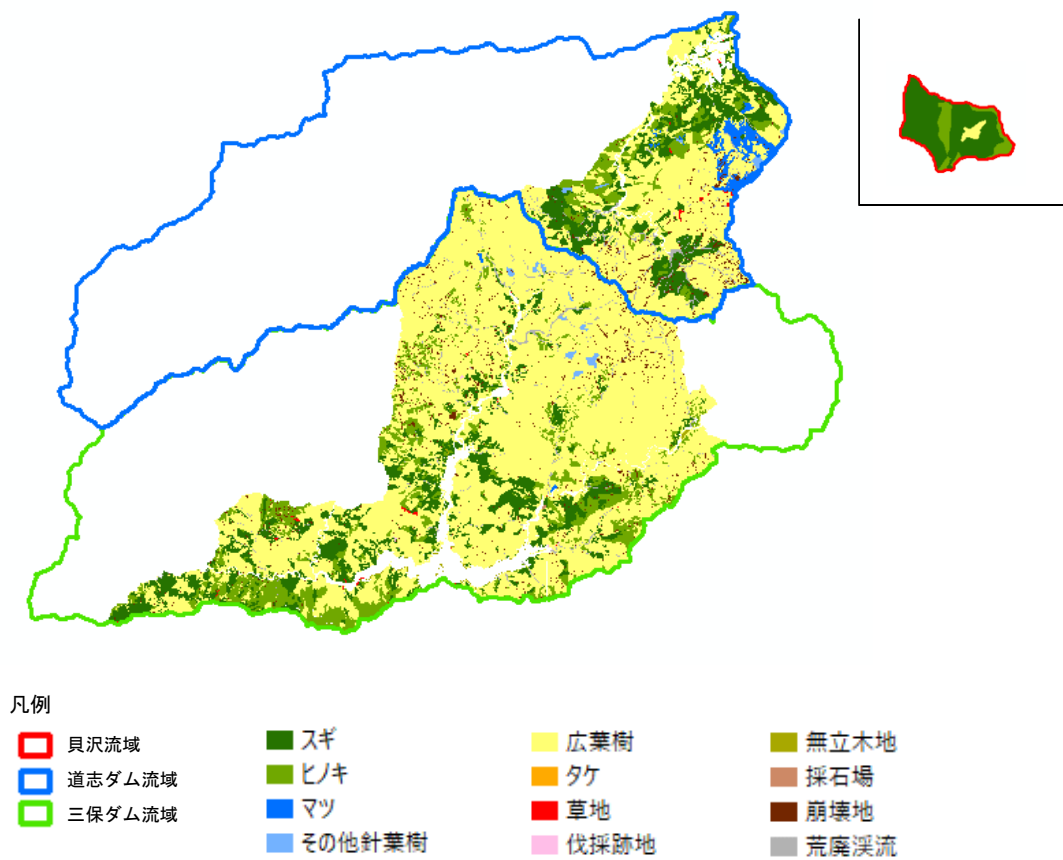 凡例
貝沢流域
道志ダム流域
三保ダム流域
スギ
ヒノキ
マツ
その他針葉樹
広葉樹
タケ
草地
伐採跡地
無立木地
採石場
崩壊地
荒廃渓流